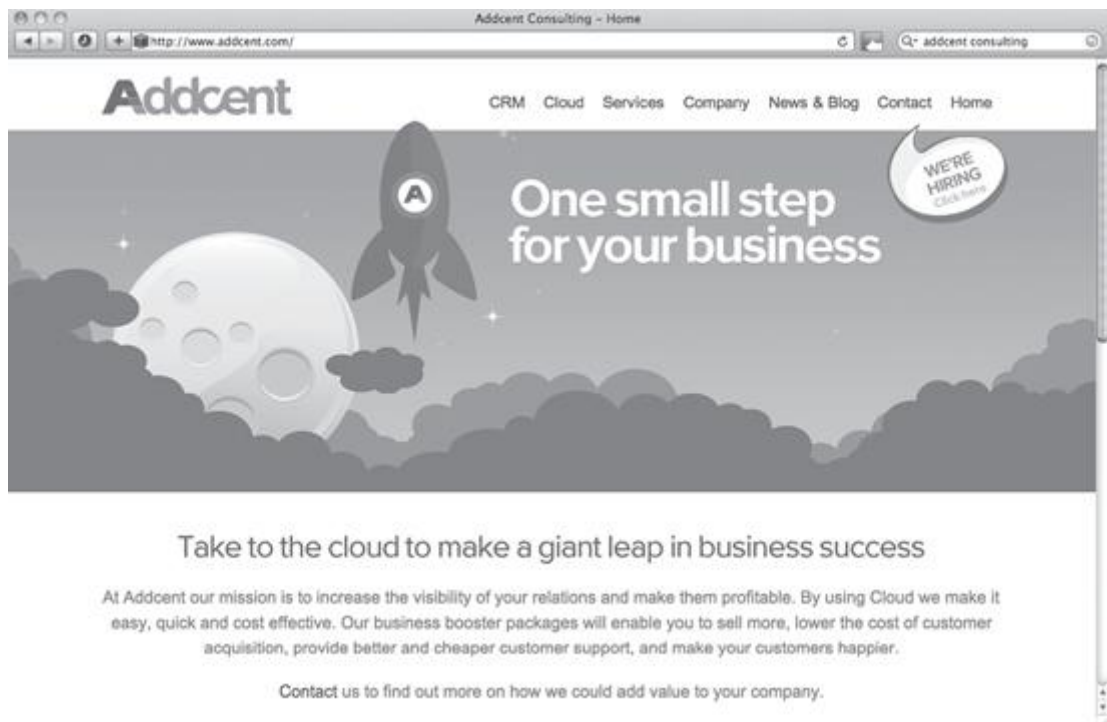 Addcent Consulting – Home
http://www.addcent.com/
addcent consulting
Addcent
CRM Cloud Services Company News & Blog Contact Home
A
One small step
for your business
WE'RE
HIRING
Click here
Take to the cloud to make a giant leap in business success
At Addcent our mission is to increase the visibility of your relations and make them profitable. By using Cloud we make it
easy, quick and cost effective. Our business booster packages will enable you to sell more, lower the cost of customer
acquisition, provide better and cheaper customer support, and make your customers happier.
Contact us to find out more on how we could add value to your company.